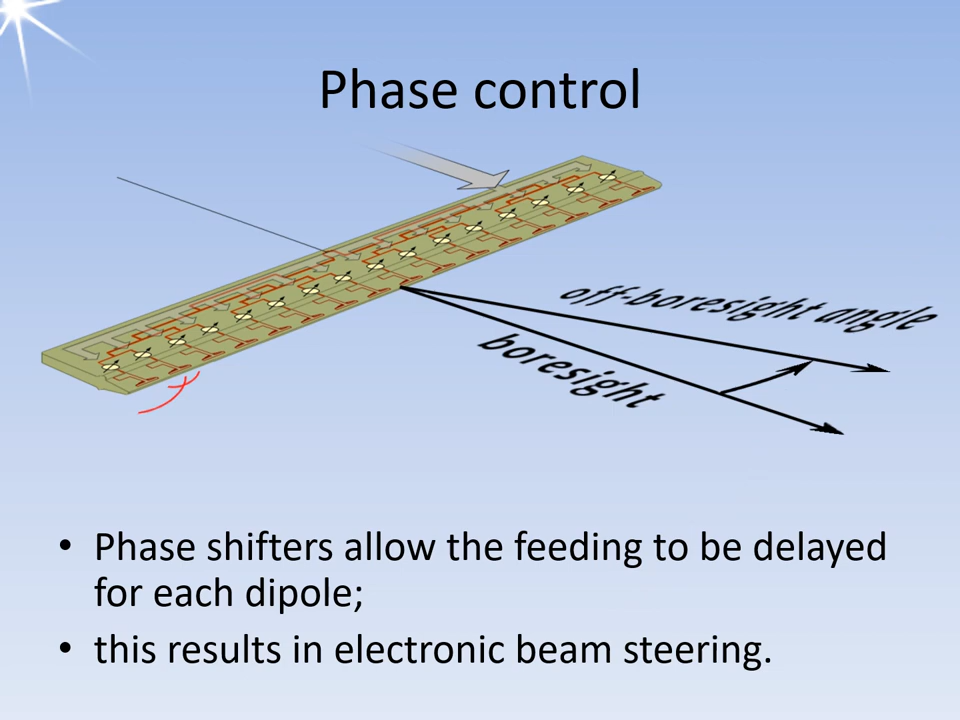 Phase control
off-boresight angle
boresight
• Phase shifters allow the feeding to be delayed
for each dipole;
• this results in electronic beam steering.